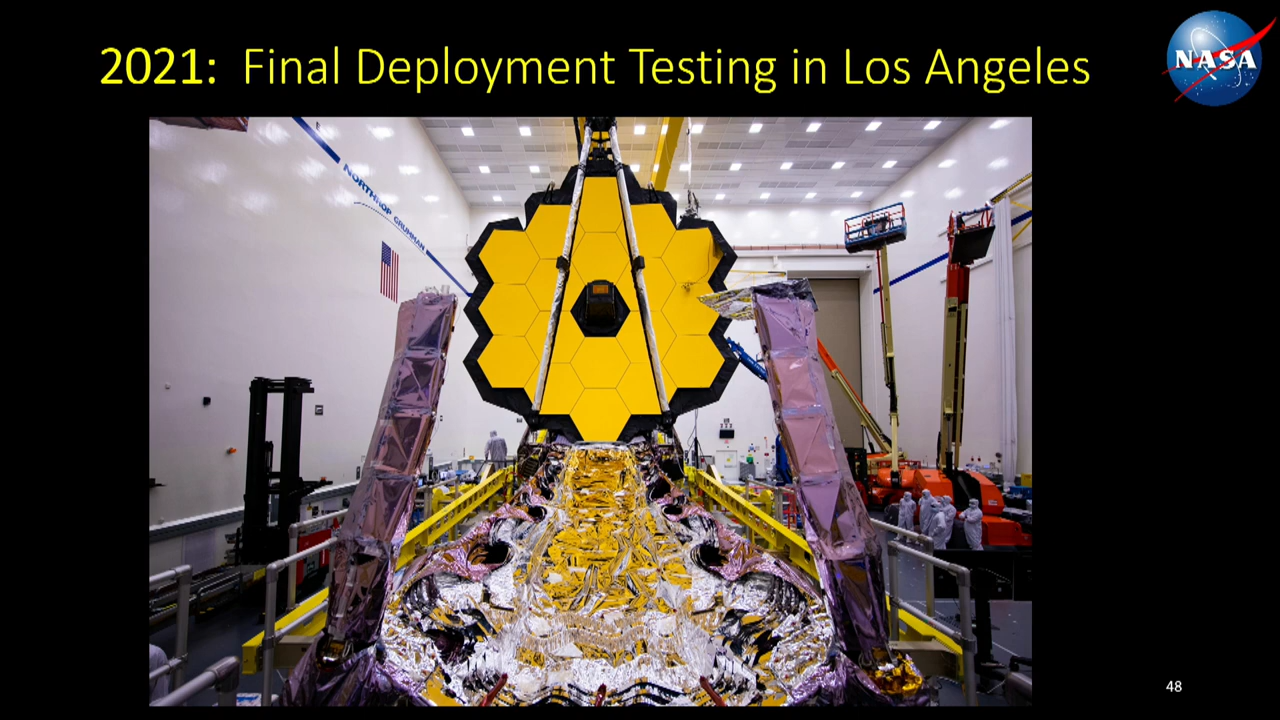 2021: Final Deployment Testing in Los Angeles
NASA
NORTHROP GRUMMAN
48